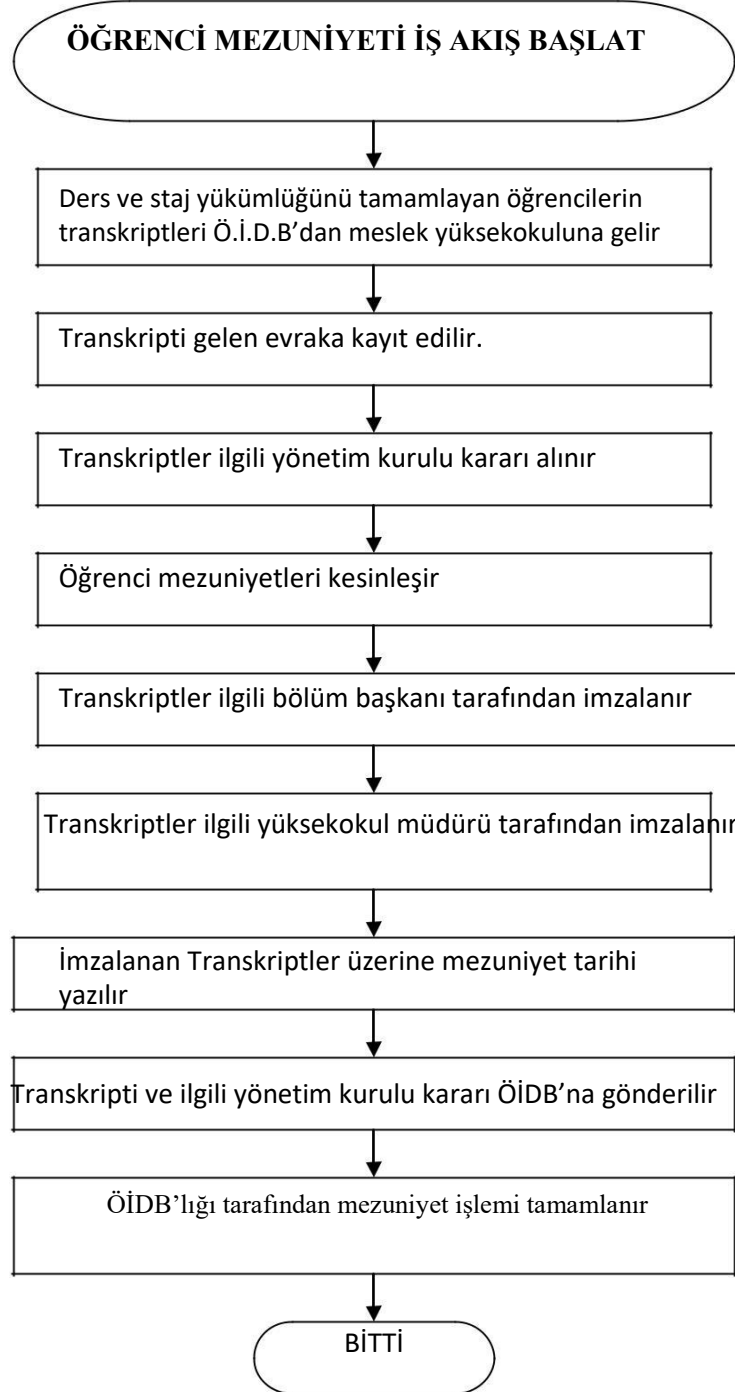 ÖĞRENCİ MEZUNİYETİ İŞ AKIŞ BAŞLAT
Ders ve staj yükümlüğünü tamamlayan öğrencilerin
transkriptleri Ö.İ.D.B’dan meslek yüksekokuluna gelir
Transkripti gelen evraka kayıt edilir.
Transkriptler ilgili yönetim kurulu kararı alınır
Öğrenci mezuniyetleri kesinleşir
Transkriptler ilgili bölüm başkanı tarafından imzalanır
Transkriptler ilgili yüksekokul müdürü tarafından imzalanır
İmzalanan Transkriptler üzerine mezuniyet tarihi
yazılır
Transkripti ve ilgili yönetim kurulu kararı ÖİDB’na gönderilir
ÖİDB’lığı tarafından mezuniyet işlemi tamamlanır
BİTTİ